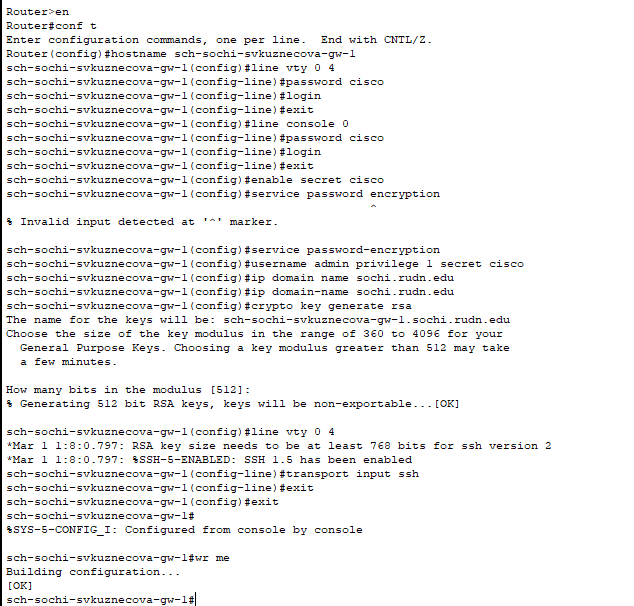 Router>en
Router#conf t
Enter configuration commands, one per line.  End with CNTL/Z.
Router(config)#hostname sch-sochi-svkuznecova-gw-1
sch-sochi-svkuznecova-gw-1(config)#line vty 0 4
sch-sochi-svkuznecova-gw-1(config-line)#password cisco
sch-sochi-svkuznecova-gw-1(config-line)#login
sch-sochi-svkuznecova-gw-1(config-line)#exit
sch-sochi-svkuznecova-gw-1(config)#line console 0
sch-sochi-svkuznecova-gw-1(config-line)#password cisco
sch-sochi-svkuznecova-gw-1(config-line)#login
sch-sochi-svkuznecova-gw-1(config-line)#exit
sch-sochi-svkuznecova-gw-1(config)#enable secret cisco
sch-sochi-svkuznecova-gw-1(config)#service password encryption
^
% Invalid input detected at '^' marker.
sch-sochi-svkuznecova-gw-1(config)#service password-encryption
sch-sochi-svkuznecova-gw-1(config)#username admin privilege 1 secret cisco
sch-sochi-svkuznecova-gw-1(config)#ip domain name sochi.rudn.edu
sch-sochi-svkuznecova-gw-1(config)#ip domain-name sochi.rudn.edu
sch-sochi-svkuznecova-gw-1(config)#crypto key generate rsa
The name for the keys will be: sch-sochi-svkuznecova-gw-1.sochi.rudn.edu
Choose the size of the key modulus in the range of 360 to 4096 for your
General Purpose Keys. Choosing a key modulus greater than 512 may take
a few minutes.
How many bits in the modulus [512]:
% Generating 512 bit RSA keys, keys will be non-exportable...[OK]
sch-sochi-svkuznecova-gw-1(config)#line vty 0 4
*Mar 1 1:8:0.797: RSA key size needs to be at least 768 bits for ssh version 2
*Mar 1 1:8:0.797: %SSH-5-ENABLED: SSH 1.5 has been enabled
sch-sochi-svkuznecova-gw-1(config-line)#transport input ssh
sch-sochi-svkuznecova-gw-1(config-line)#exit
sch-sochi-svkuznecova-gw-1(config)#exit
sch-sochi-svkuznecova-gw-1#
%SYS-5-CONFIG_I: Configured from console by console
sch-sochi-svkuznecova-gw-1#wr me
Building configuration...
[OK]
sch-sochi-svkuznecova-gw-1#